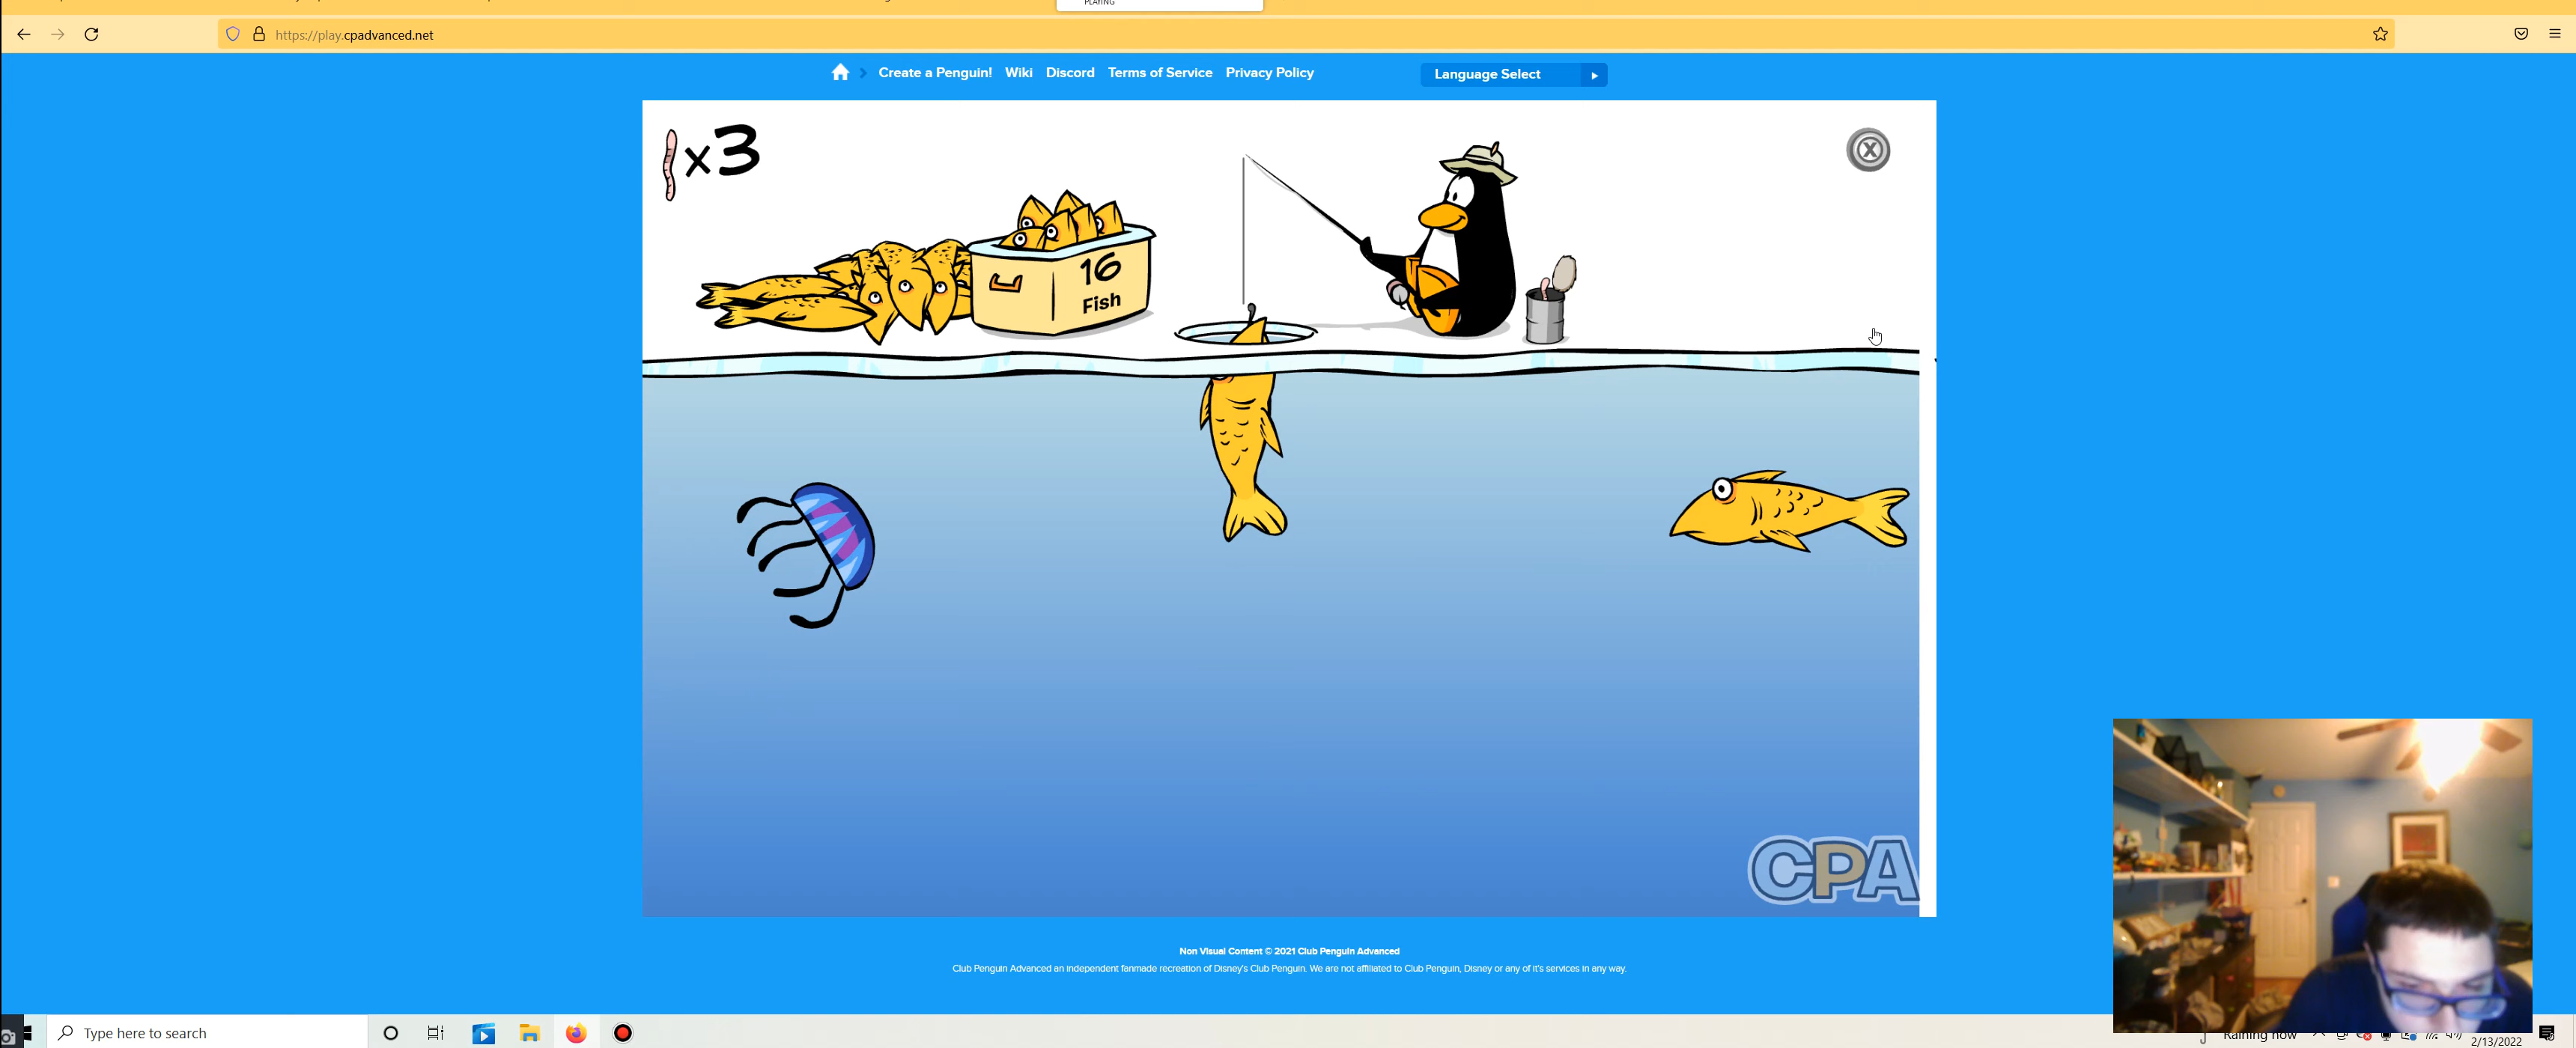 PLAYING
https://play.cpadvanced.net
Create a Penguin! Wiki Discord Terms of Service Privacy Policy
Language Select
x3
16
Fish
CPA
Non Visual Content © 2021 Club Penguin Advanced
Club Penguin Advanced an independent fanmade recreation of Disney's Club Penguin. We are not affiliated to Club Penguin, Disney or any of it's services in any way.
Type here to search
Raining now
2/13/2022